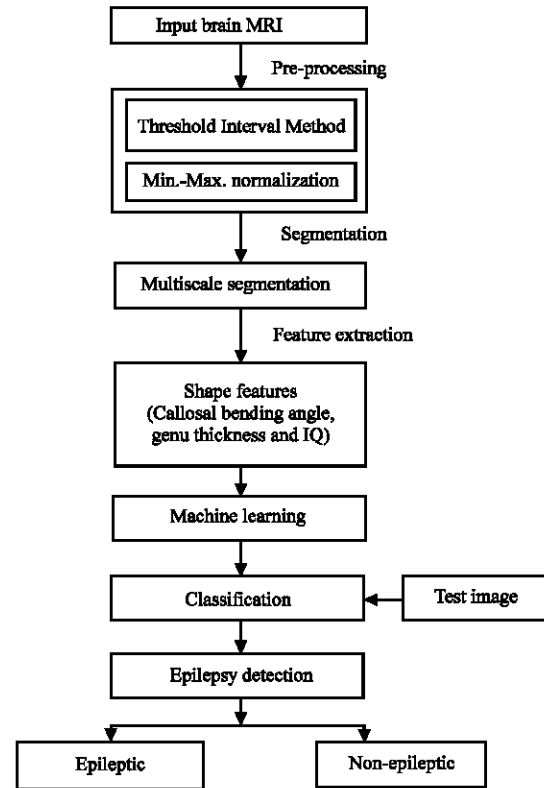 Input brain MRI
Pre-processing
Threshold Interval Method
Min.-Max. normalization
Segmentation
Multiscale segmentation
Feature extraction
Shape features
(Callosal bending angle,
genu thickness and IQ)
Machine learning
Classification
Test image
Epilepsy detection
Epileptic
Non-epileptic